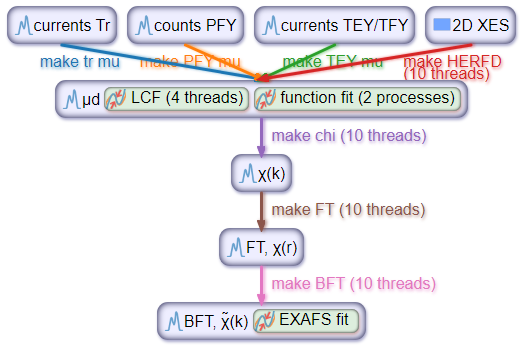 currents Tr
counts PFY
currents TEY/TFY
2D XES
make tr mu
make PFY mu
make TEY mu
make HERFD
(10 threads)
μd
LCF (4 threads)
function fit (2 processes)
make chi (10 threads)
χ(k)
make FT (10 threads)
FT, χ(r)
make BFT (10 threads)
BFT, χ̃(k)
EXAFS fit